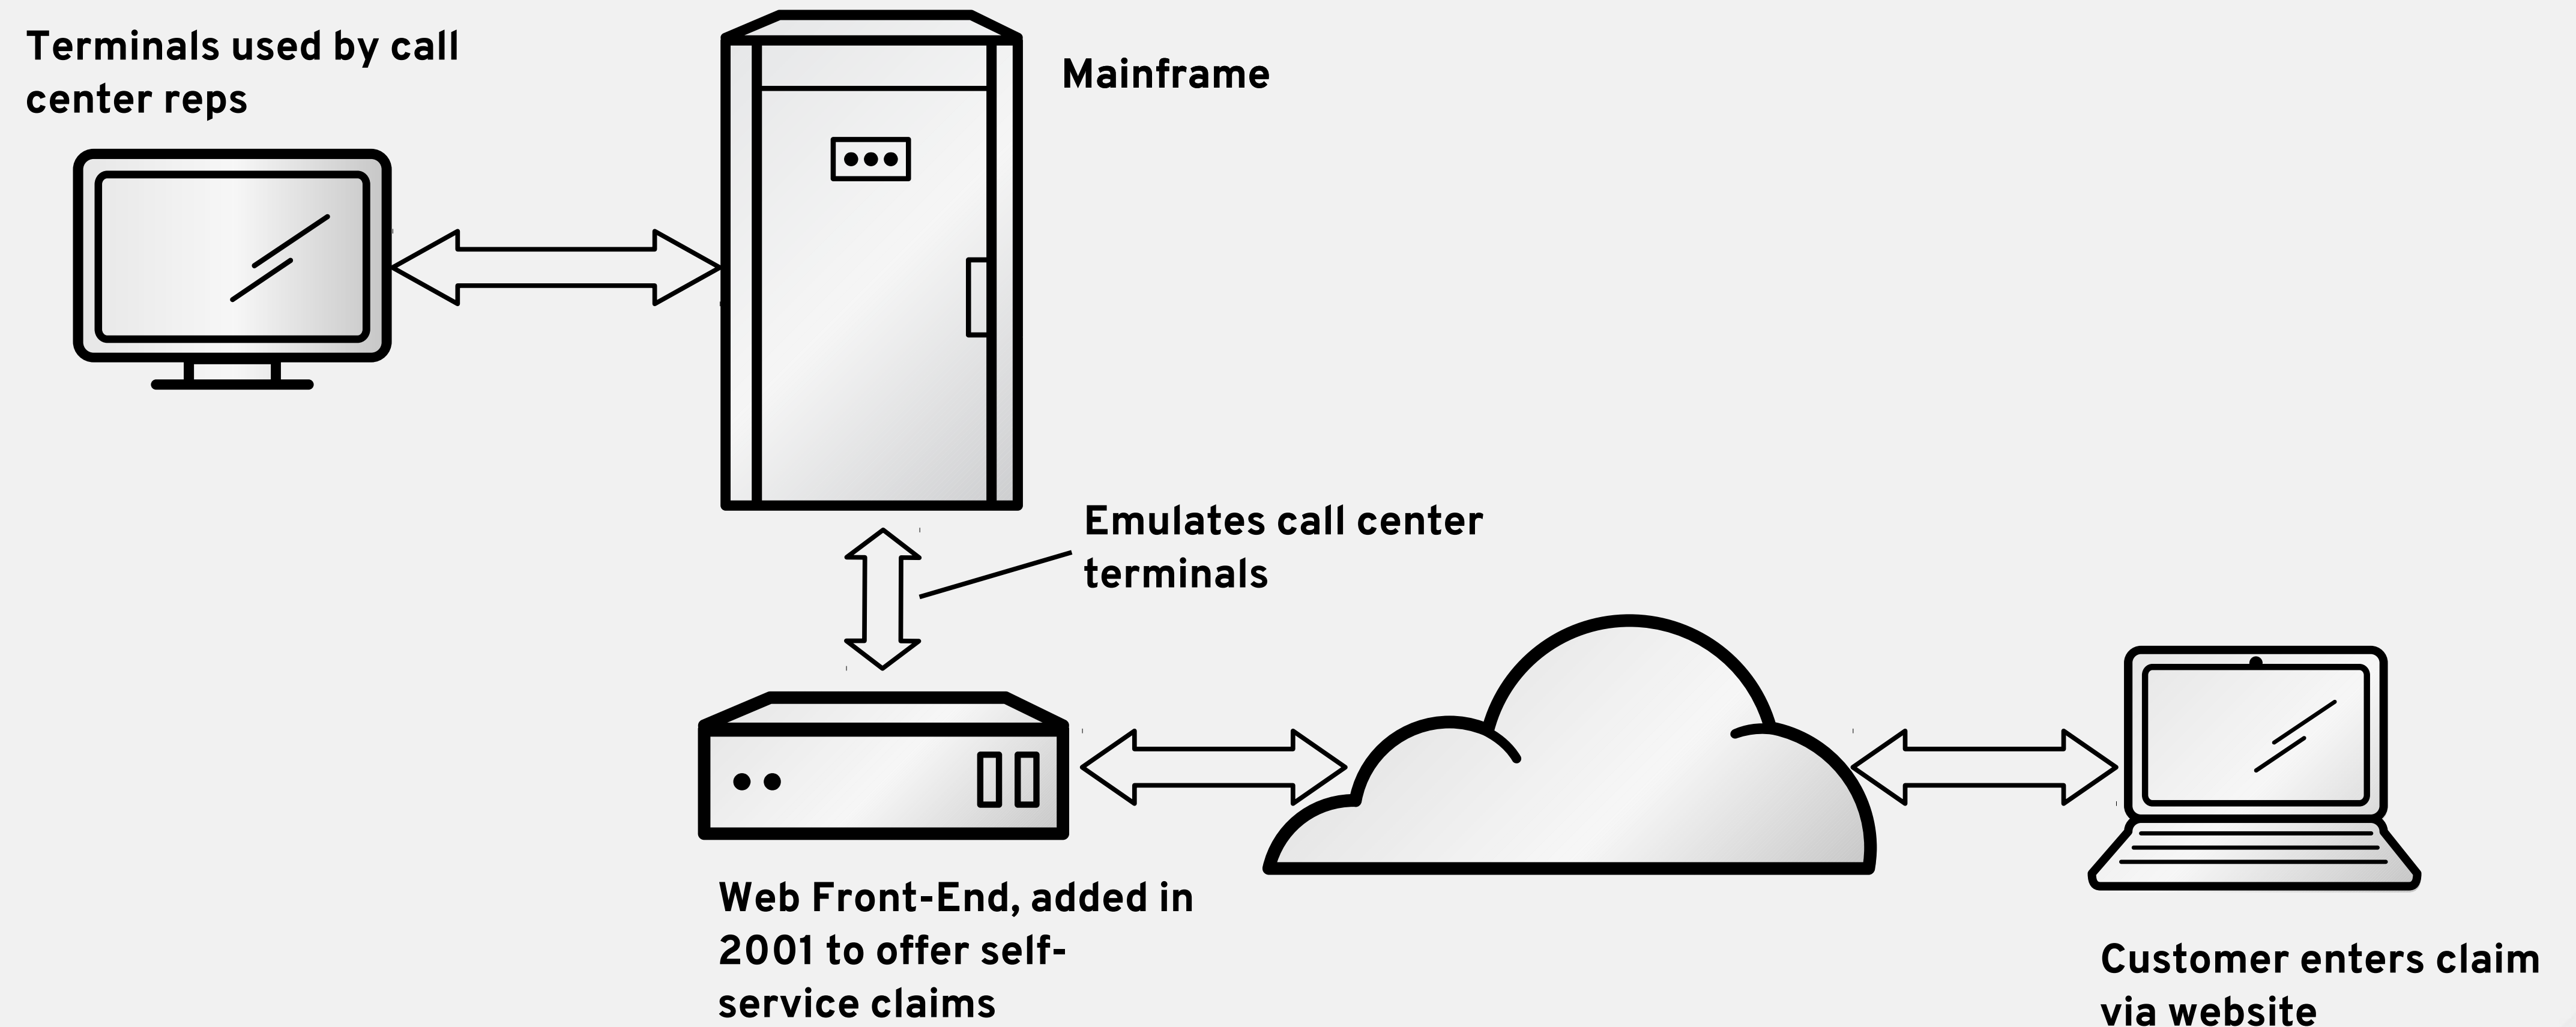 Terminals used by call
center reps
Mainframe
Emulates call center
terminals
Web Front-End, added in
2001 to offer self-
service claims
Customer enters claim
via website